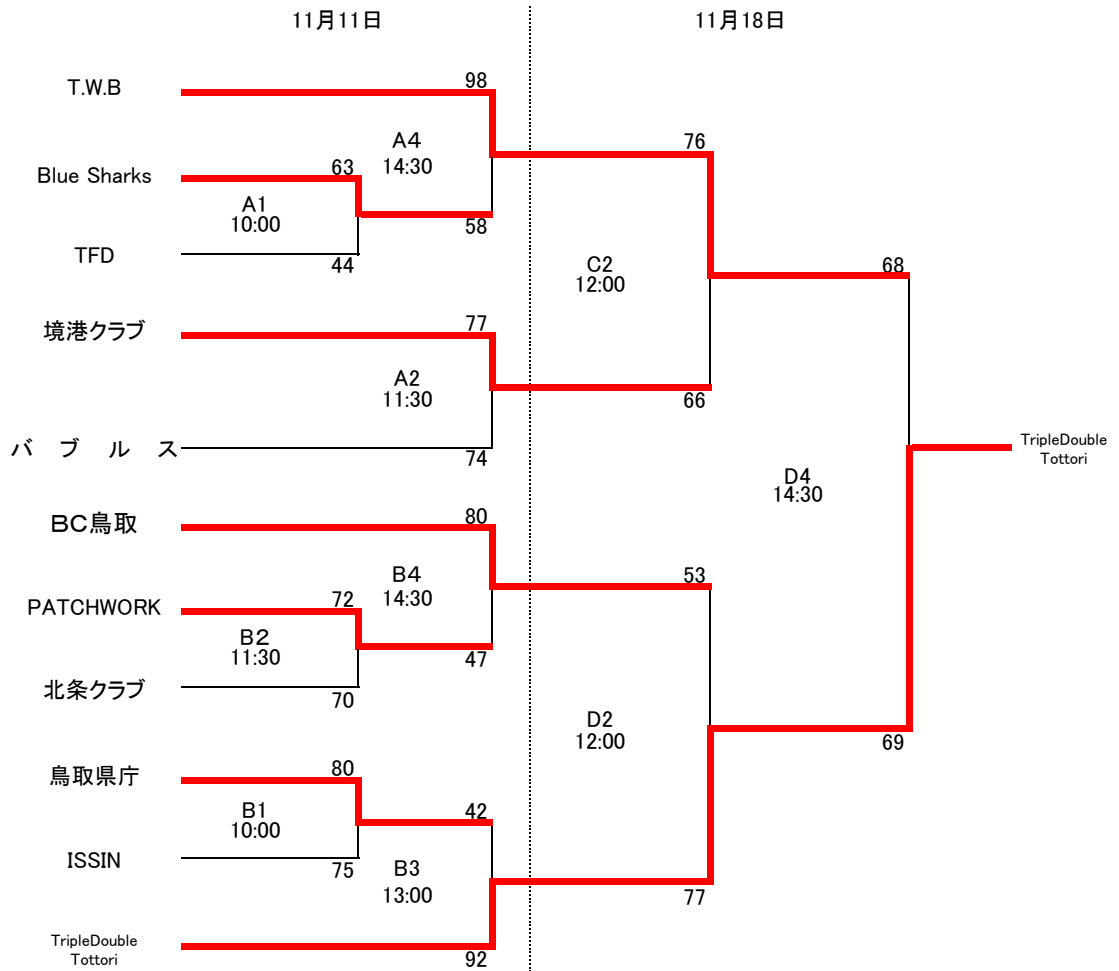 11月11日
11月18日
T.W.B
98
A4
14:30
76
Blue Sharks
63
A1
10:00
58
TFD
44
C2
12:00
68
境港クラブ
77
A2
11:30
66
バブルス
74
TripleDouble
Tottori
D4
14:30
BC鳥取
80
B4
14:30
53
PATCHWORK
72
B2
11:30
47
北条クラブ
70
D2
12:00
69
鳥取県庁
80
B1
10:00
42
ISSIN
75
B3
13:00
77
TripleDouble
Tottori
92